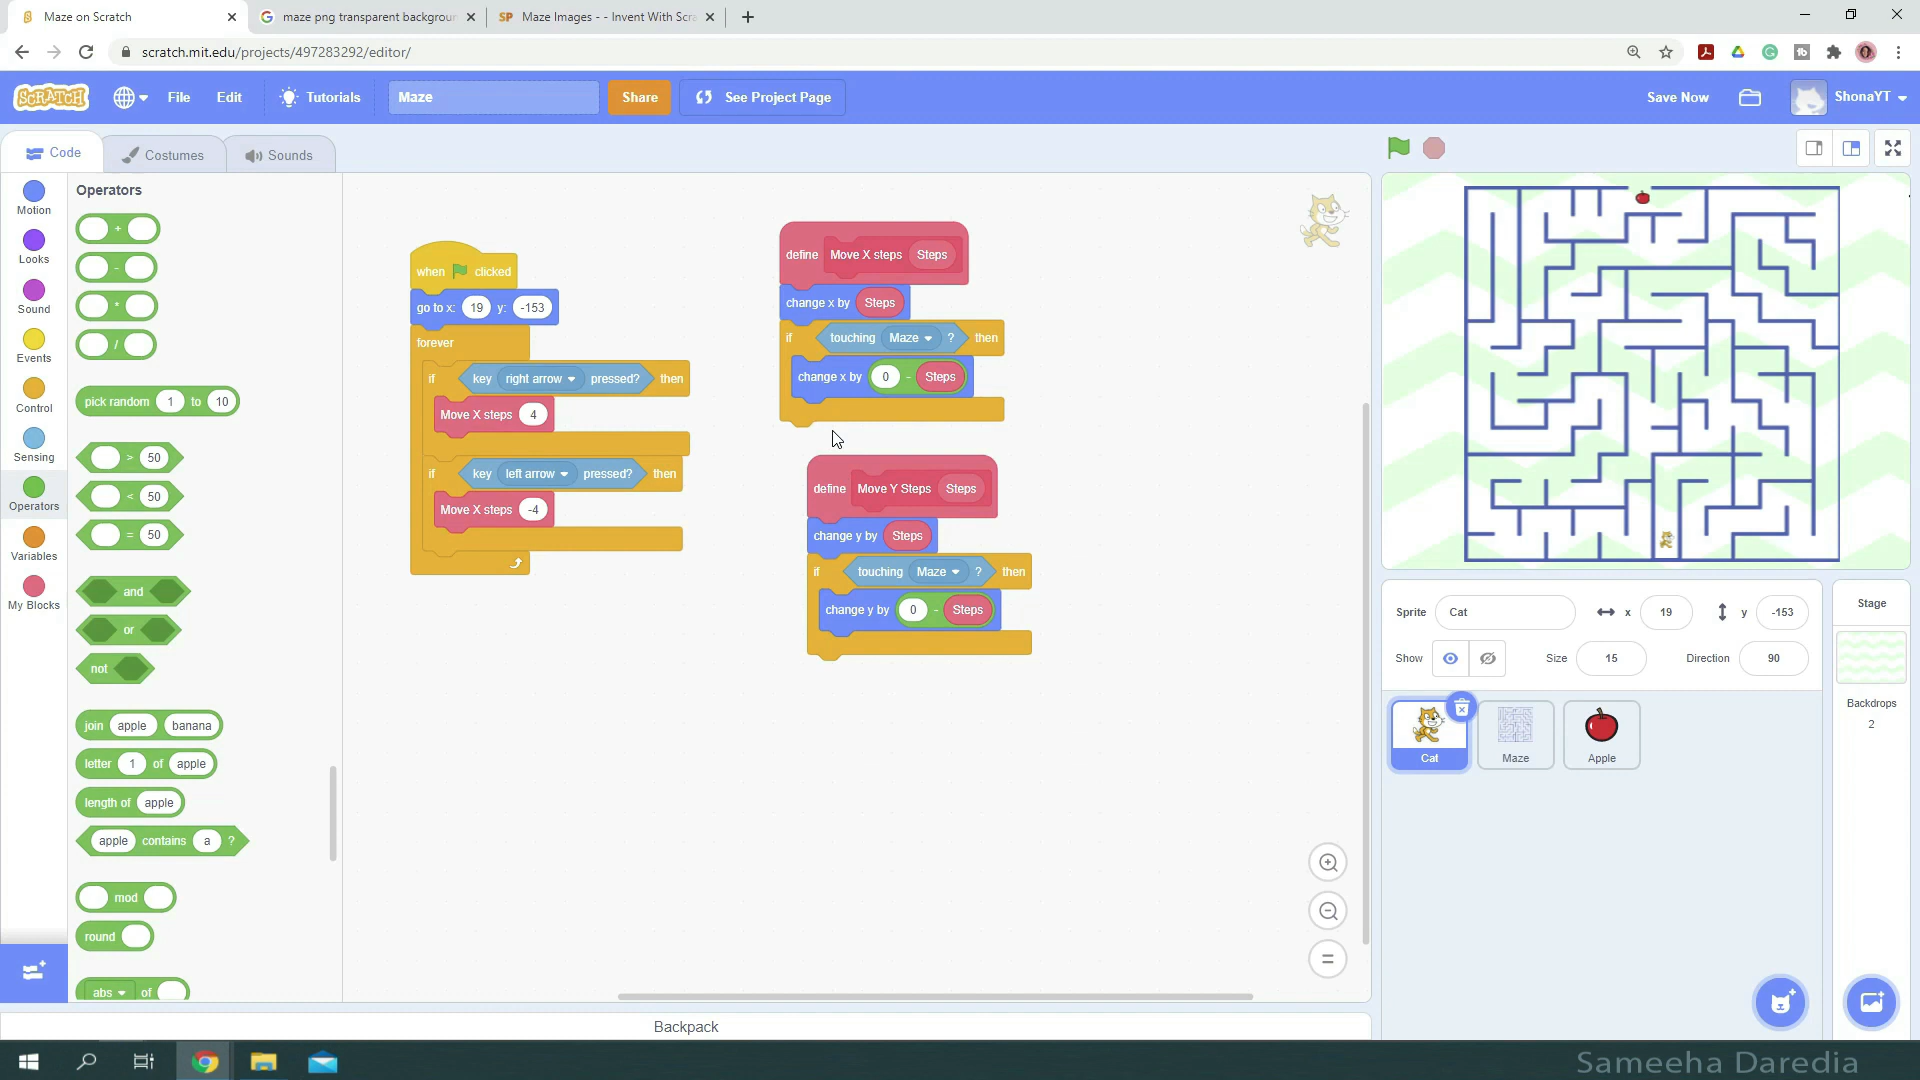 Maze on Scratch
maze png transparent backgroun
SP Maze Images - - Invent With Scra
scratch.mit.edu/projects/497283292/editor/
SCRATCH
File
Edit
Tutorials
Maze
Share
See Project Page
Save Now
ShonaYT
Code
Costumes
Sounds
Motion
Looks
Sound
Events
Control
Sensing
Operators
Variables
My Blocks
Operators
+
-
*
/
pick random 1 to 10
> 50
< 50
= 50
and
or
not
join apple banana
letter 1 of apple
length of apple
apple contains a ?
mod
round
abs of
when clicked
go to x: 19 y: -153
forever
if key right arrow pressed? then
Move X steps 4
if key left arrow pressed? then
Move X steps -4
define Move X steps Steps
change x by Steps
if touching Maze ? then
change x by 0 - Steps
define Move Y Steps Steps
change y by Steps
if touching Maze ? then
change y by 0 - Steps
Sprite Cat x 19 y -153
Show Size 15 Direction 90
Cat
Maze
Apple
Stage
Backdrops
2
Backpack
Sameeha Daredia